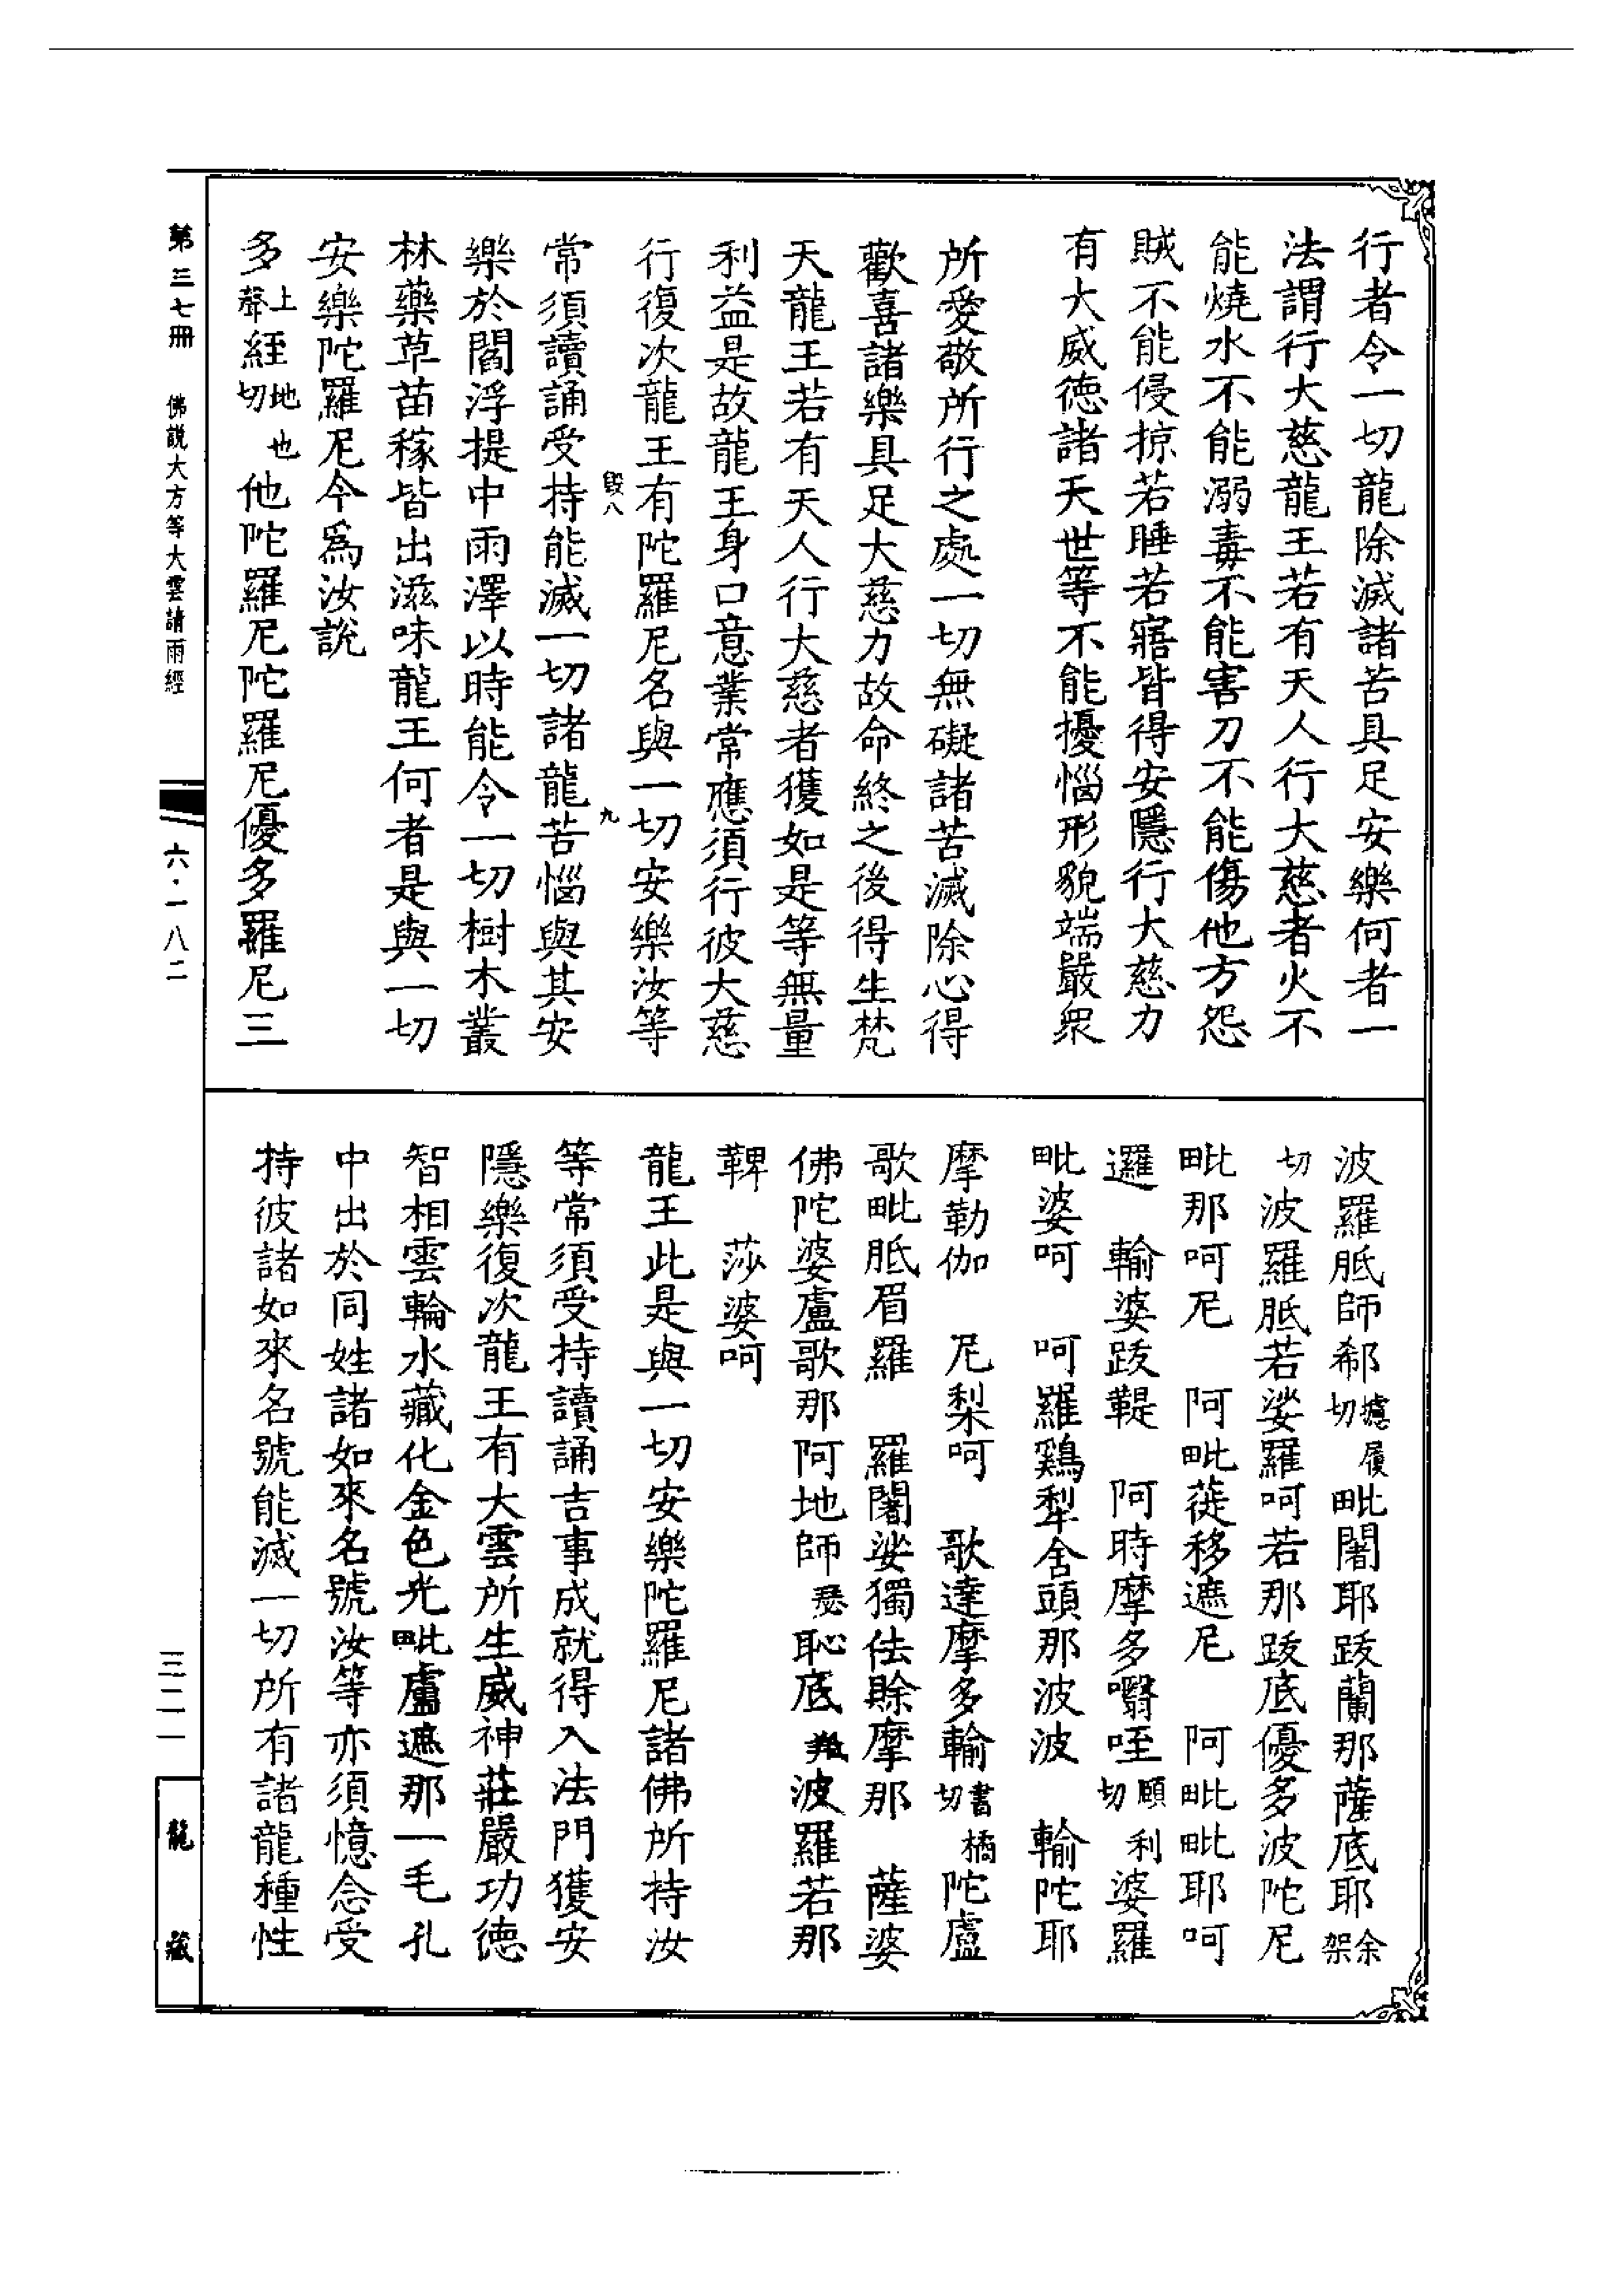 行者令一切龍除滅諸苦具足安樂何者一
法謂行大慈龍王若有天人行大慈者火不
能燒水不能溺毒不能害刀不能傷他方怨
賊不能侵掠若睡若寤皆得安隱行大慈力
有大威德諸天世等不能擾惱形貌端嚴衆
所愛敬所行之處一切無礙諸苦滅除心得
歡喜諸樂具足大慈力故命終之後得生梵
天龍王若有天人行大慈者獲如是等無量
利益是故龍王身口意業常應須行彼大慈
行復次龍王有陀羅尼名與一切安樂汝等
毀八 九
常須讀誦受持能滅一切諸龍苦惱與其安
樂於閻浮提中雨澤以時能令一切樹木叢
林藥草苗稼皆出滋味龍王何者是與一切
安樂陀羅尼今爲汝說
多上聲絰地也切他陀羅尼陀羅尼優多羅尼三
波羅胝師郗攄履切毗闍耶跋蘭那薩底耶余架
切波羅胝若娑羅呵若那跋底優多波陀尼
毗那呵尼 阿毗蓰移遮尼 阿毗毗耶呵
邏 輸婆跋鞮 阿時摩多嚼咥願利切婆羅
毗婆呵 呵羅鷄犁舍頭那波波 輸陀耶
摩勒伽 尼梨呵 歌達摩多輸書橘切陀盧
歌毗胝眉羅 羅闍娑獨佉賒摩那 薩婆
佛陀婆盧歌那阿地師恥底波羅若那
鞞 莎婆呵
龍王此是與一切安樂陀羅尼諸佛所持汝
等常須受持讀誦吉事成就得入法門獲安
隱樂復次龍王有大雲所生威神莊嚴功德
智相雲輪水藏化金色光毗盧遮那一毛孔
中出於同姓諸如來名號汝等亦須憶念受
持彼諸如來名號能滅一切所有諸龍種性
第三七冊 佛說大方等大雲請雨經
六·一八二
三二一
龍藏